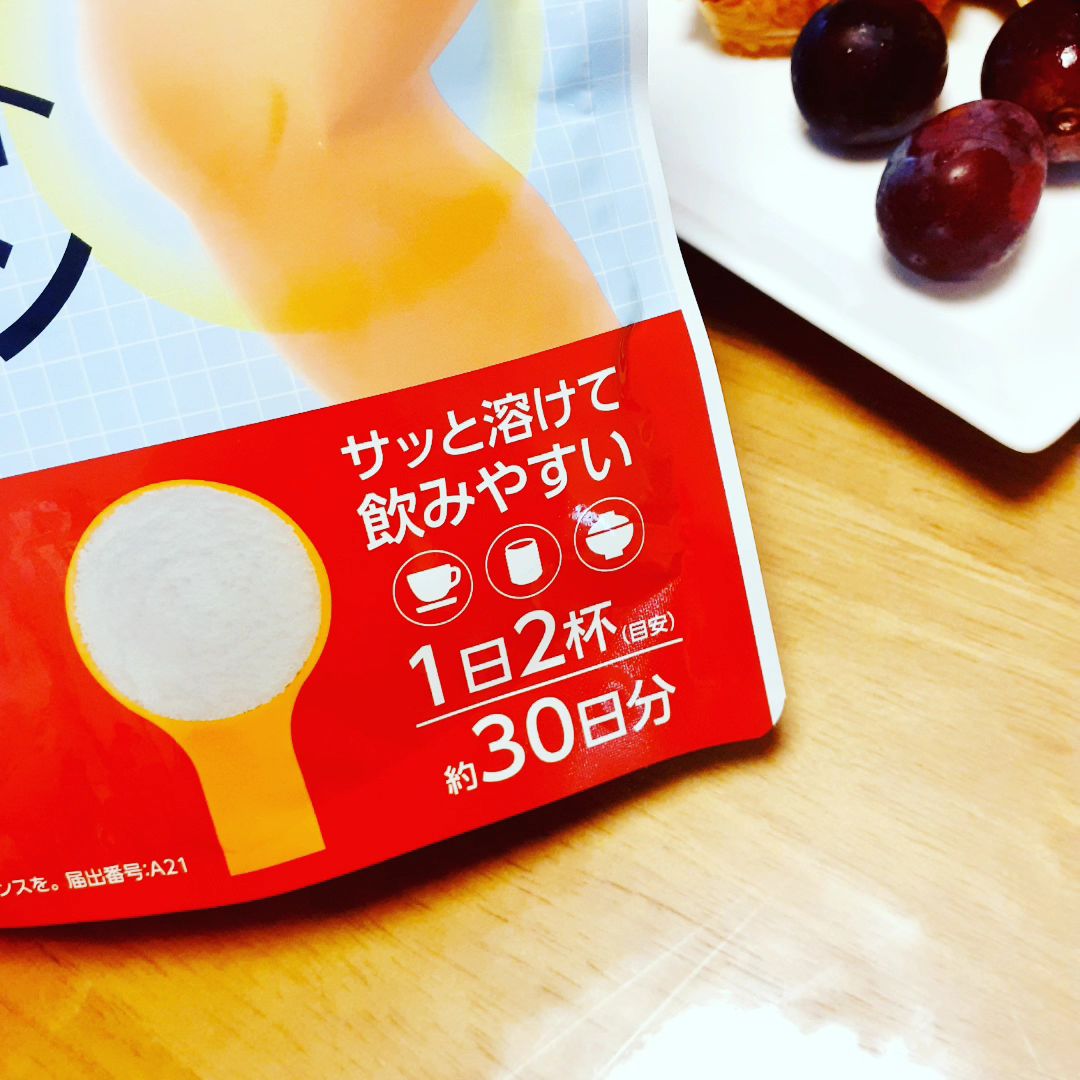 サッと溶けて
飲みやすい
1日2杯(目安)
約30日分
ンスを。届出番号:A21